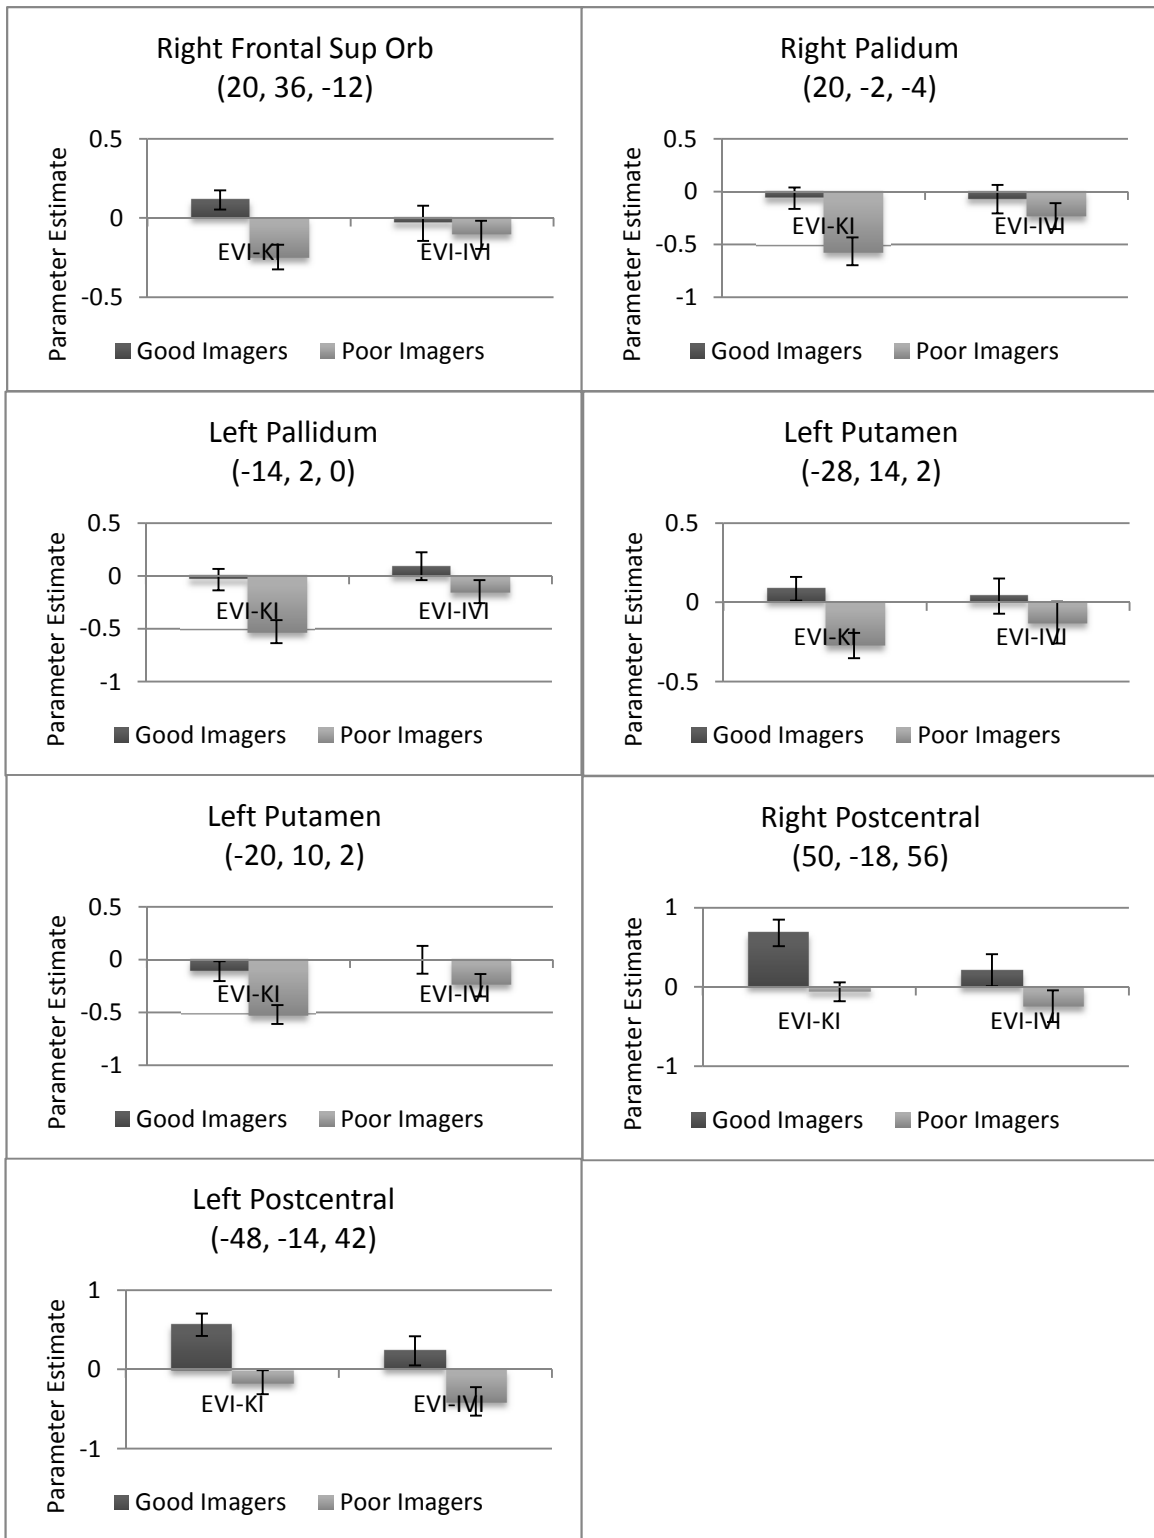 Right Frontal Sup Orb
(20, 36, -12)
Parameter Estimate
0.5
0
-0.5
EVI-KI
EVI-IVI
Good Imagers
Poor Imagers
Right Palidum
(20, -2, -4)
Parameter Estimate
0.5
0
-0.5
-1
EVI-KI
EVI-IVI
Good Imagers
Poor Imagers
Left Pallidum
(-14, 2, 0)
Parameter Estimate
0.5
0
-0.5
-1
EVI-KI
EVI-IVI
Good Imagers
Poor Imagers
Left Putamen
(-28, 14, 2)
Parameter Estimate
0.5
0
-0.5
EVI-KI
EVI-IVI
Good Imagers
Poor Imagers
Left Putamen
(-20, 10, 2)
Parameter Estimate
0.5
0
-0.5
-1
EVI-KI
EVI-IVI
Good Imagers
Poor Imagers
Right Postcentral
(50, -18, 56)
Parameter Estimate
1
0
-1
EVI-KI
EVI-IVI
Good Imagers
Poor Imagers
Left Postcentral
(-48, -14, 42)
Parameter Estimate
1
0
-1
EVI-KI
EVI-IVI
Good Imagers
Poor Imagers